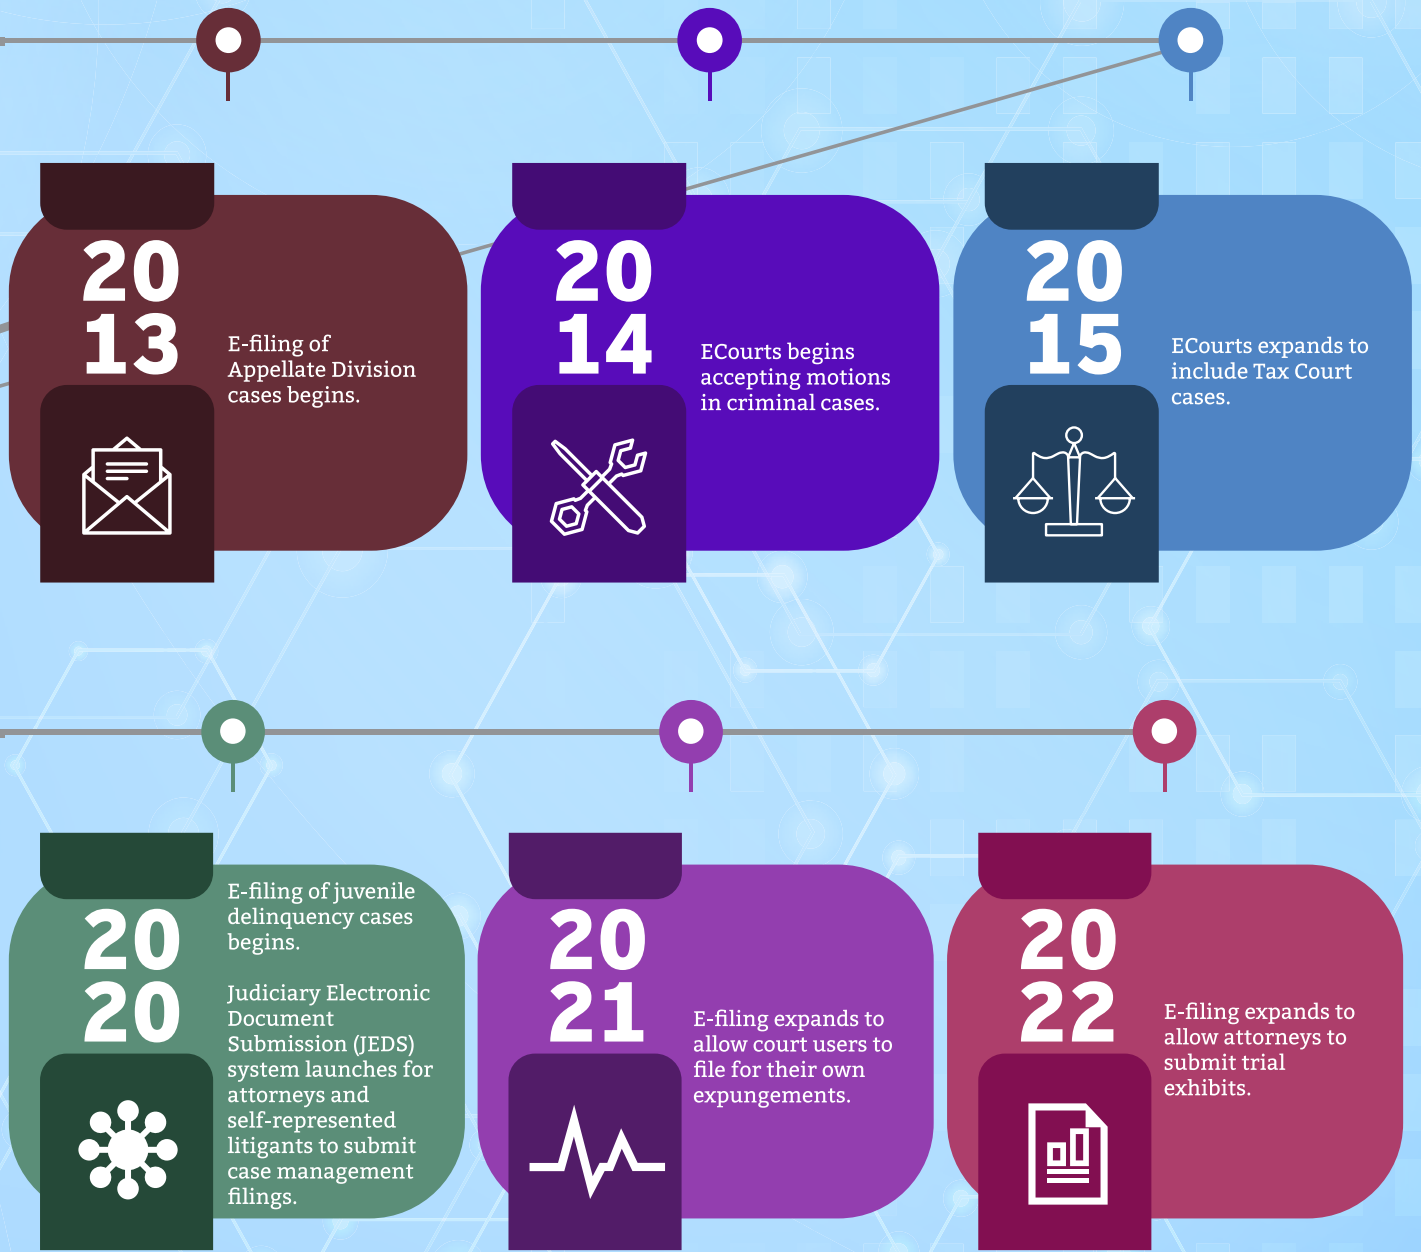 20
13
E-filing of
Appellate Division
cases begins.
20
14
ECourts begins
accepting motions
in criminal cases.
20
15
ECourts expands to
include Tax Court
cases.
20
20
E-filing of juvenile
delinquency cases
begins.
Judiciary Electronic
Document
Submission (JEDS)
system launches for
attorneys and
self-represented
litigants to submit
case management
filings.
20
21
E-filing expands to
allow court users to
file for their own
expungements.
20
22
E-filing expands to
allow attorneys to
submit trial
exhibits.